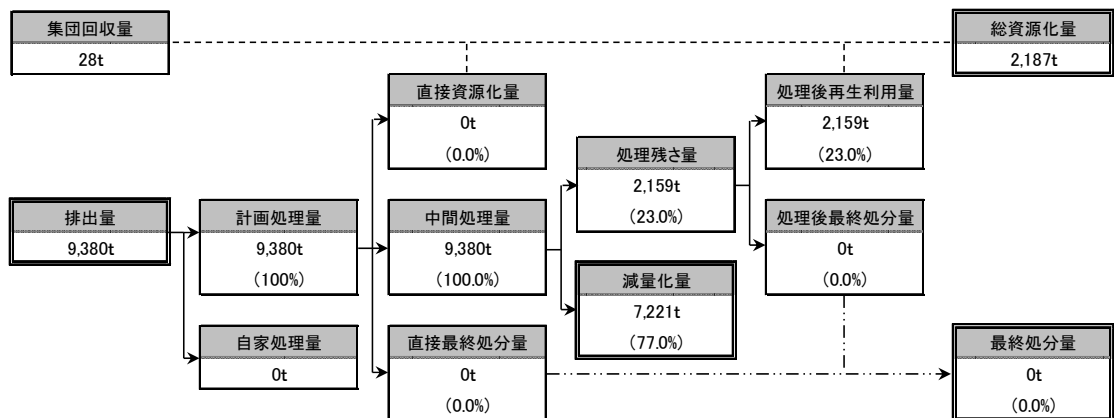 集団回収量
28t
総資源化量
2,187t
直接資源化量
0t
(0.0%)
処理後再生利用量
2,159t
(23.0%)
処理残さ量
2,159t
(23.0%)
排出量
9,380t
計画処理量
9,380t
(100%)
中間処理量
9,380t
(100.0%)
処理後最終処分量
0t
(0.0%)
減量化量
7,221t
(77.0%)
自家処理量
0t
直接最終処分量
0t
(0.0%)
最終処分量
0t
(0.0%)